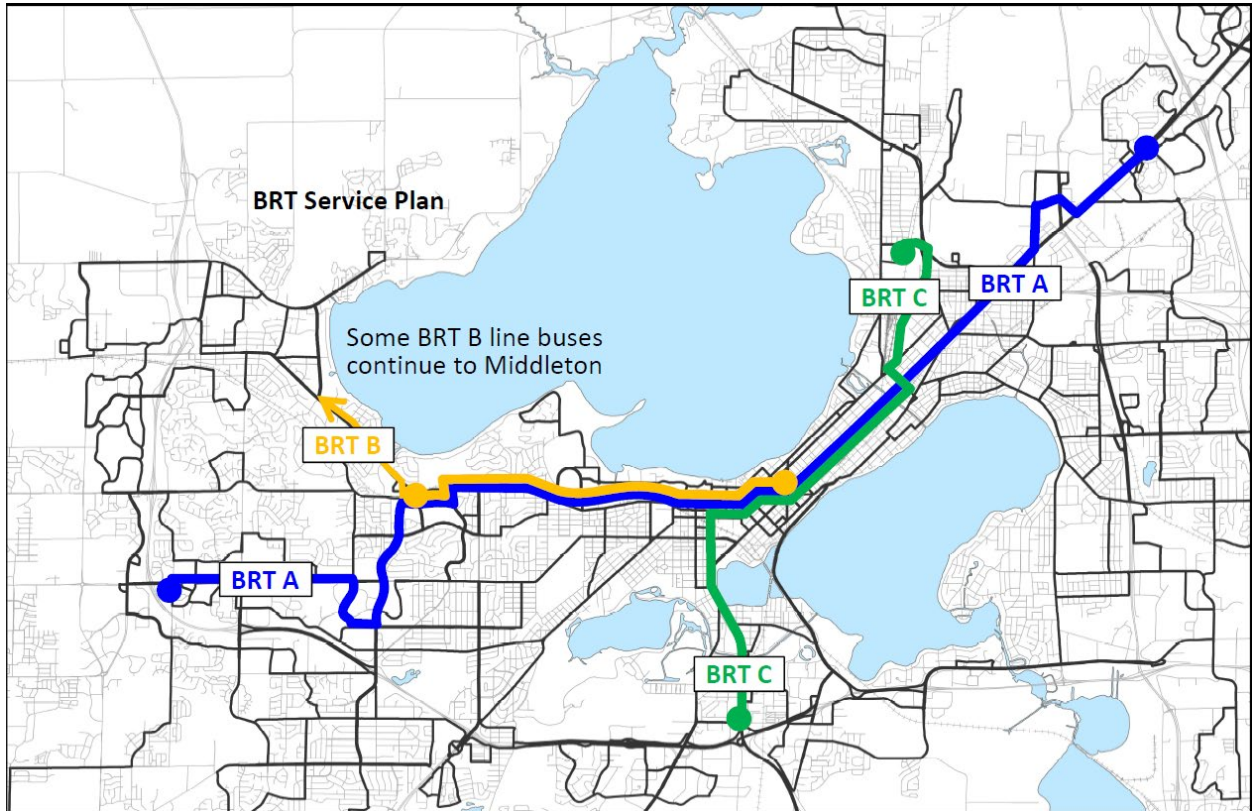 BRT Service Plan
BRT C
BRT A
Some BRT B line buses
continue to Middleton
BRT B
BRT A
BRT C